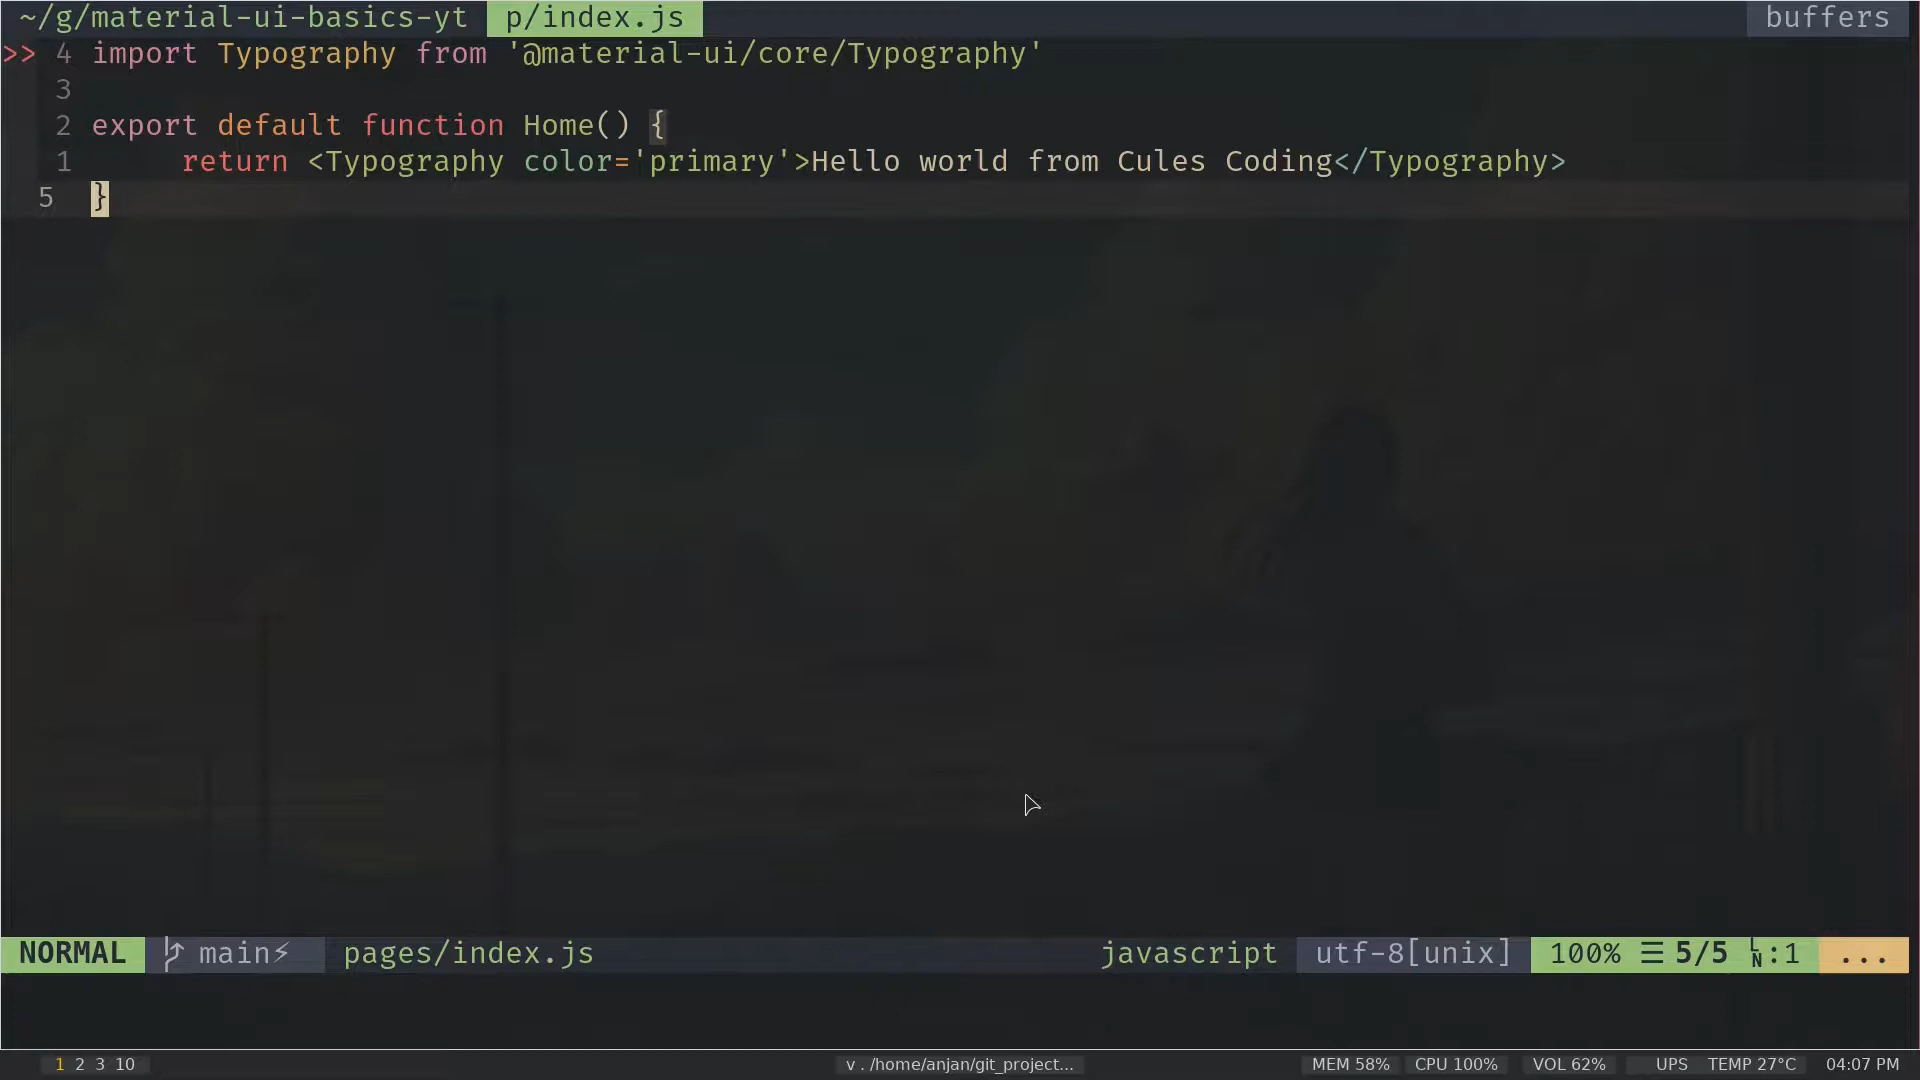 ~/g/material-ui-basics-yt p/index.js buffers
>> 4 import Typography from '@material-ui/core/Typography'
3
2 export default function Home() {
1 return <Typography color='primary'>Hello world from Cules Coding</Typography>
5 }
NORMAL main⚡ pages/index.js javascript utf-8[unix] 100% ☰ 5/5 LN:1 ...
1 2 3 10 v . /home/anjan/git_project... MEM 58% CPU 100% VOL 62% UPS TEMP 27°C 04:07 PM